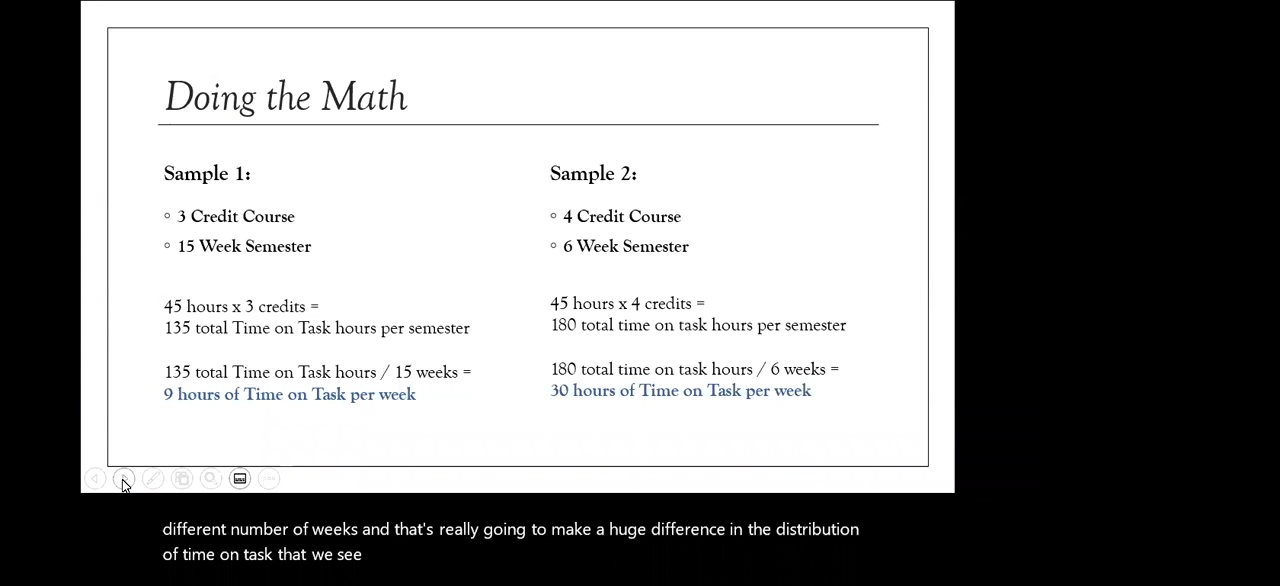 Doing the Math
Sample 1:
○ 3 Credit Course
○ 15 Week Semester
45 hours x 3 credits =
135 total Time on Task hours per semester
135 total Time on Task hours / 15 weeks =
9 hours of Time on Task per week
Sample 2:
○ 4 Credit Course
○ 6 Week Semester
45 hours x 4 credits =
180 total time on task hours per semester
180 total time on task hours / 6 weeks =
30 hours of Time on Task per week
different number of weeks and that's really going to make a huge difference in the distribution
of time on task that we see